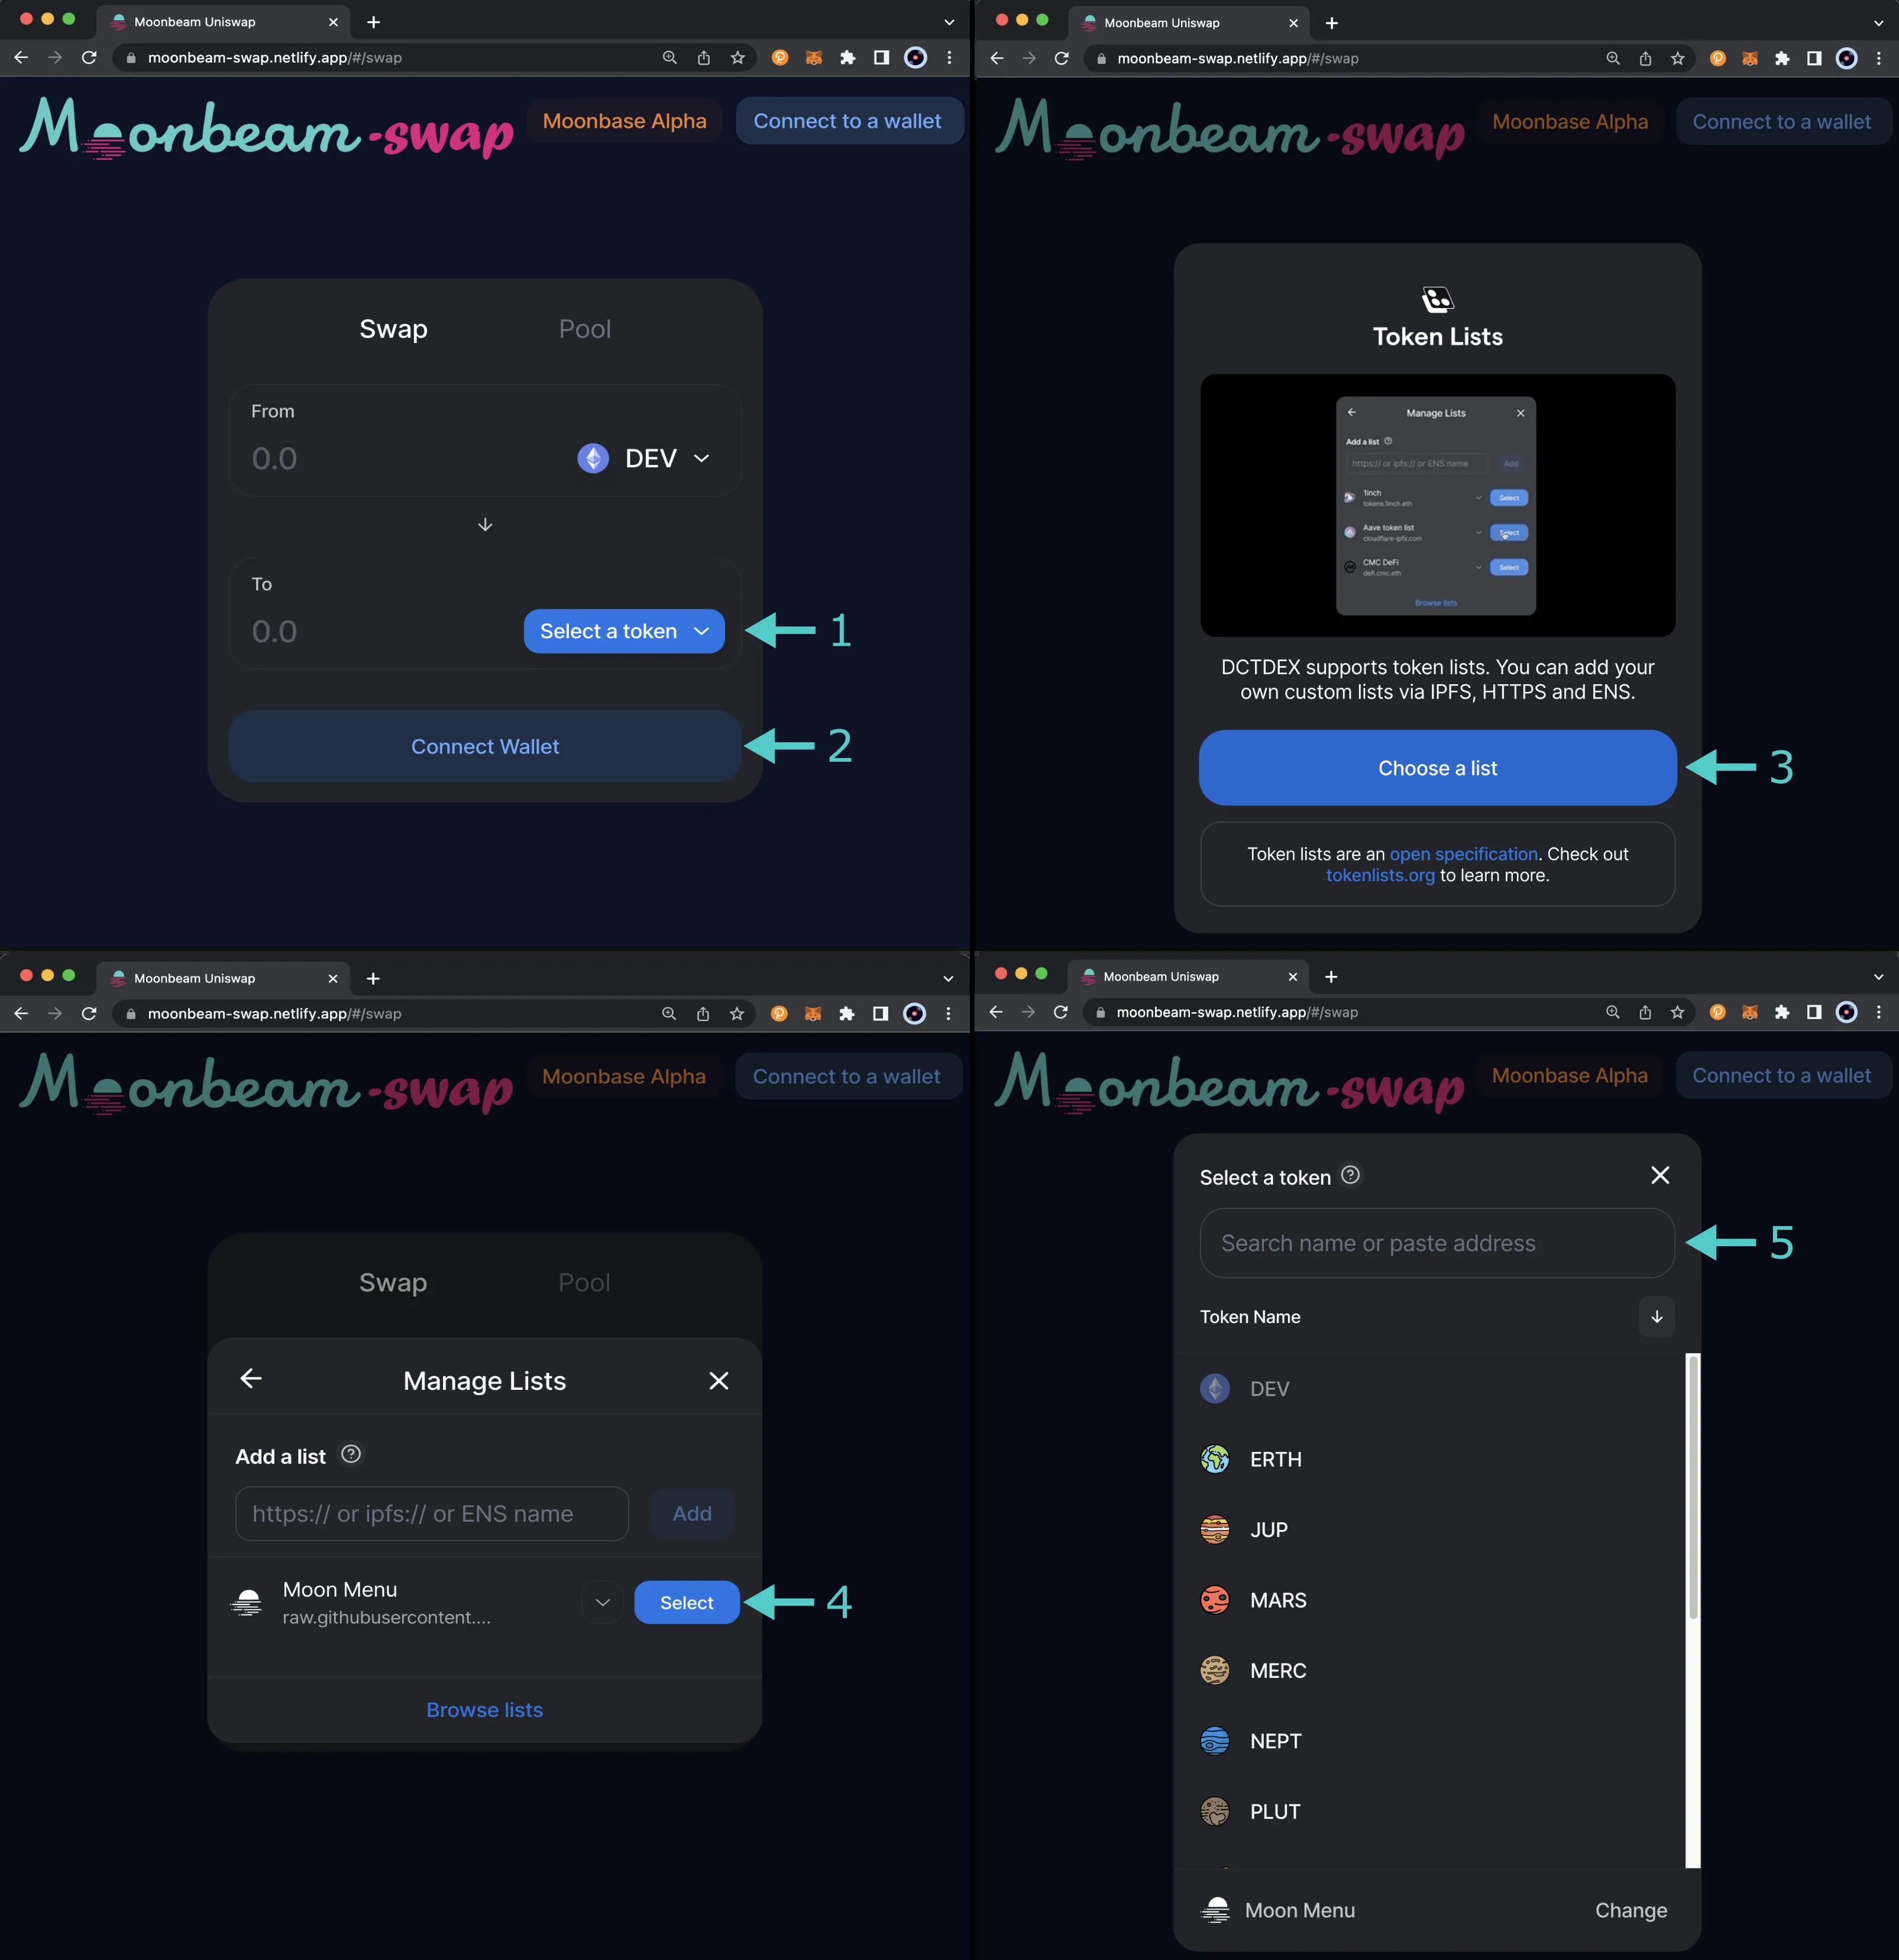 Moonbeam Uniswap
moonbeam-swap.netlify.app/#/swap
Moonbeam-swap
Moonbase Alpha
Connect to a wallet
Swap
Pool
From
0.0
DEV
To
0.0
Select a token
1
Connect Wallet
2
Moonbeam Uniswap
moonbeam-swap.netlify.app/#/swap
Moonbeam-swap
Moonbase Alpha
Connect to a wallet
Token Lists
Manage Lists
Add a list
https:// or ipfs:// or ENS name
Add
1inch
tokens.1inch.eth
Select
Aave token list
cloudflare-ipfs.com
Select
CMC DeFi
defi.cmc.eth
Select
Browse lists
DCTDEX supports token lists. You can add your
own custom lists via IPFS, HTTPS and ENS.
Choose a list
3
Token lists are an open specification. Check out
tokenlists.org to learn more.
Moonbeam Uniswap
moonbeam-swap.netlify.app/#/swap
Moonbeam-swap
Moonbase Alpha
Connect to a wallet
Swap
Pool
Manage Lists
Add a list
https:// or ipfs:// or ENS name
Add
Moon Menu
raw.githubusercontent....
Select
4
Browse lists
Moonbeam Uniswap
moonbeam-swap.netlify.app/#/swap
Moonbeam-swap
Moonbase Alpha
Connect to a wallet
Select a token
Search name or paste address
5
Token Name
DEV
ERTH
JUP
MARS
MERC
NEPT
PLUT
Moon Menu
Change